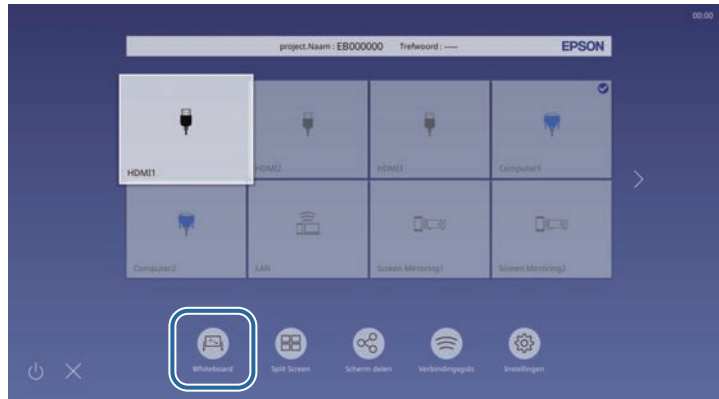 00:00
project.Naam : EB000000 Trefwoord : ---- EPSON
HDMI1 HDMI2 HDMI3 Computer1
Computer2 LAN Screen Mirroring1 Screen Mirroring2
Whiteboard Split Screen Scherm delen Verbindingsgids Instellingen